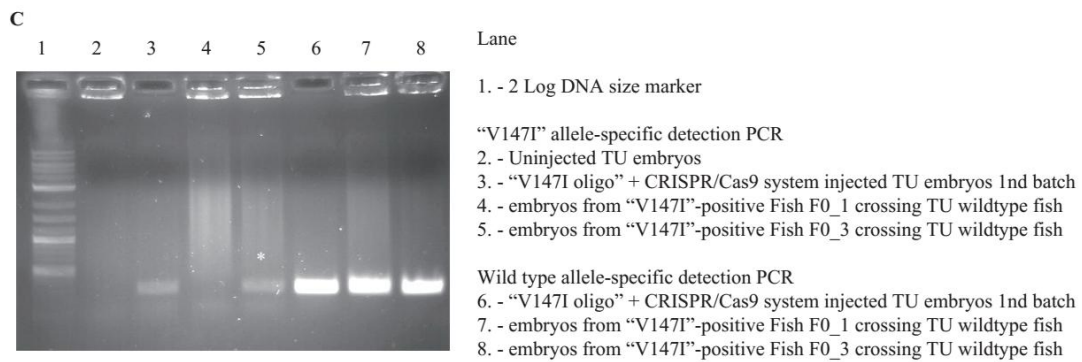 C
1 2 3 4 5 6 7 8
*
Lane
1. - 2 Log DNA size marker
“V147I” allele-specific detection PCR
2. - Uninjected TU embryos
3. - “V147I oligo” + CRISPR/Cas9 system injected TU embryos 1nd batch
4. - embryos from “V147I”-positive Fish F0_1 crossing TU wildtype fish
5. - embryos from “V147I”-positive Fish F0_3 crossing TU wildtype fish
Wild type allele-specific detection PCR
6. - “V147I oligo” + CRISPR/Cas9 system injected TU embryos 1nd batch
7. - embryos from “V147I”-positive Fish F0_1 crossing TU wildtype fish
8. - embryos from “V147I”-positive Fish F0_3 crossing TU wildtype fish